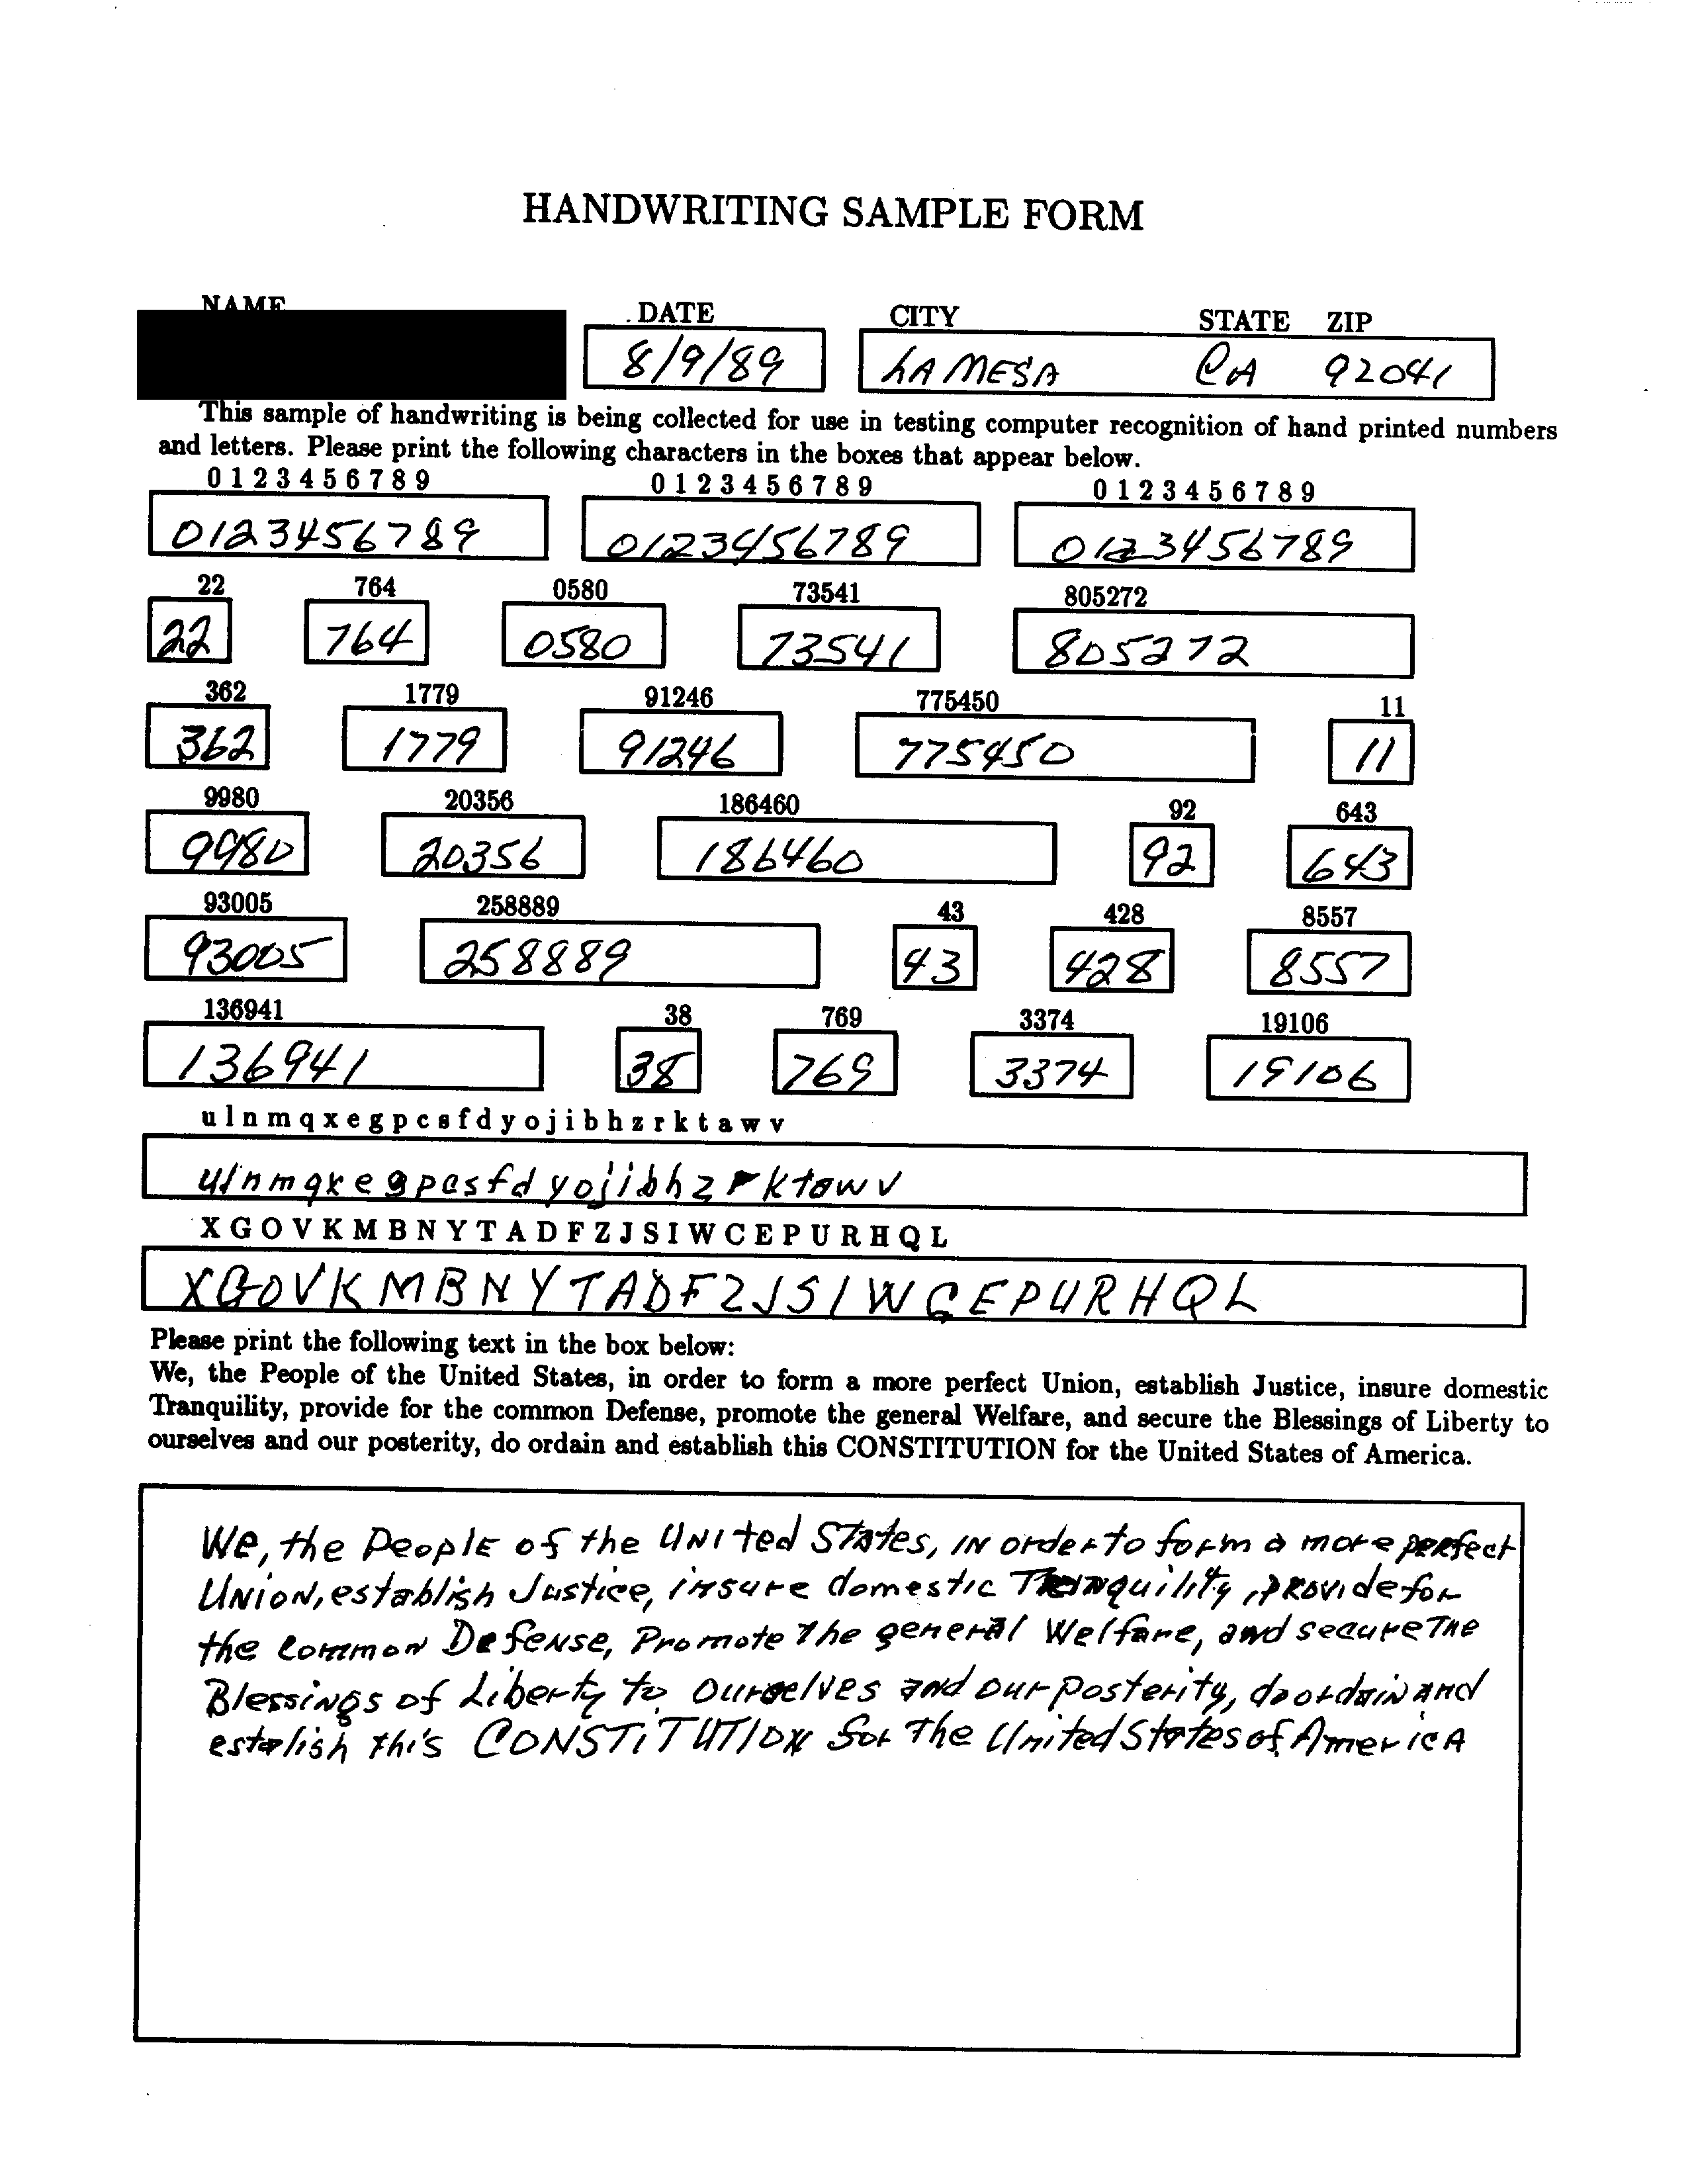 HANDWRITING SAMPLE FORM
NAME DATE CITY STATE ZIP
8/9/89 LA MESA CA 92041
This sample of handwriting is being collected for use in testing computer recognition of hand printed numbers
and letters. Please print the following characters in the boxes that appear below.
0 1 2 3 4 5 6 7 8 9 0 1 2 3 4 5 6 7 8 9 0 1 2 3 4 5 6 7 8 9
0123456789 0123456789 0123456789
22 764 0580 73541 805272
22 764 0580 73541 805272
362 1779 91246 775450 11
362 1779 91246 775450 11
9980 20356 186460 92 643
9980 20356 186460 92 643
93005 258889 43 428 8557
93005 258889 43 428 8557
136941 38 769 3374 19106
136941 38 769 3374 19106
u l n m q x e g p c s f d y o j i b h z r k t a w v
ulnmqxegpcsfdyojibhzrktawv
X G O V K M B N Y T A D F Z J S I W C E P U R H Q L
XGOVKMBNYTADFZJSIWCEPURHQL
Please print the following text in the box below:
We, the People of the United States, in order to form a more perfect Union, establish Justice, insure domestic
Tranquility, provide for the common Defense, promote the general Welfare, and secure the Blessings of Liberty to
ourselves and our posterity, do ordain and establish this CONSTITUTION for the United States of America.
We, the PeoplE of the UNIted States, IN order to form a more perfect
UNioN, establish Justice, insure domestic Tranquility, PROVide for
the common DefeNse, Promote The general Welfare, and secure The
BlessiNgs of Liberty to ourselves and our posterity, do ordain ANd
estalish this CONSTiTUTION for The United States of AmericA